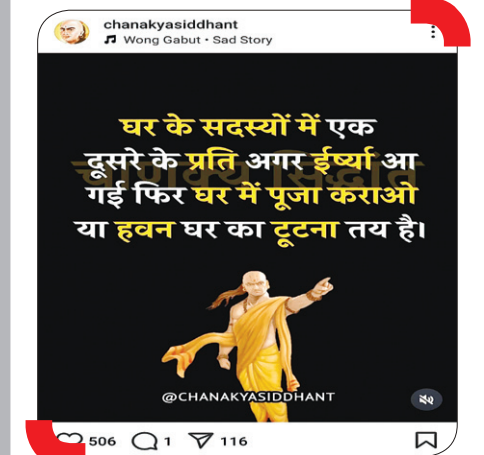 chanakyasiddhant
Wong Gabut • Sad Story
घर के सदस्यों में एक
दूसरे के प्रति अगर ईर्ष्या आ
चाणक्य सिद्धांत
गई फिर घर में पूजा कराओ
या हवन घर का टूटना तय है।
@CHANAKYASIDDHANT
506 1 116